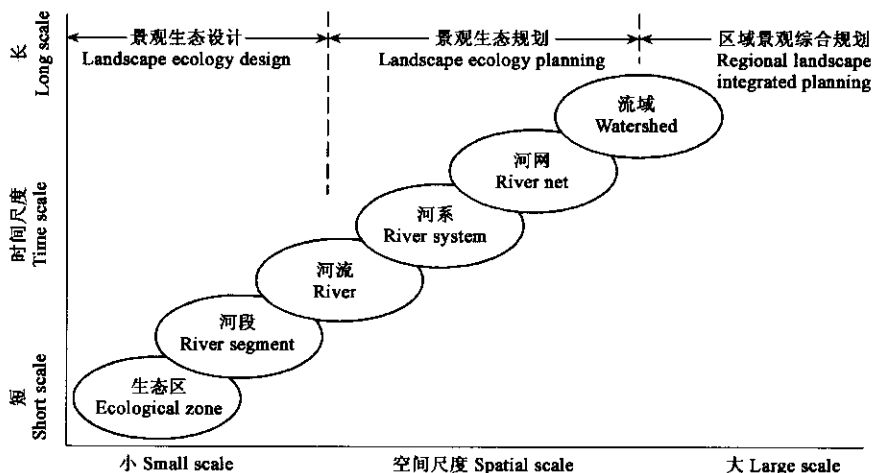 景观生态设计
Landscape ecology design
景观生态规划
Landscape ecology planning
区域景观综合规划
Regional landscape
integrated planning
长
Long scale
时间尺度
Time scale
短
Short scale
流域
Watershed
河网
River net
河系
River system
河流
River
河段
River segment
生态区
Ecological zone
小 Small scale
空间尺度 Spatial scale
大 Large scale